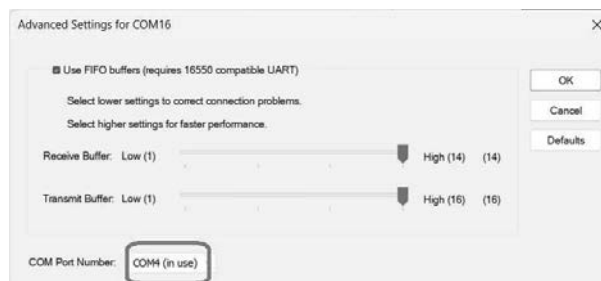 Advanced Settings for COM16
Use FIFO buffers (requires 16550 compatible UART)
OK
Select lower settings to correct connection problems.
Cancel
Select higher settings for faster performance.
Defaults
Receive Buffer: Low (1) High (14) (14)
Transmit Buffer: Low (1) High (16) (16)
COM Port Number: COM4 (in use)